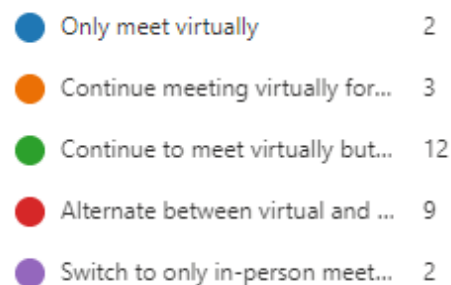 Only meet virtually 2
Continue meeting virtually for... 3
Continue to meet virtually but... 12
Alternate between virtual and ... 9
Switch to only in-person meet... 2